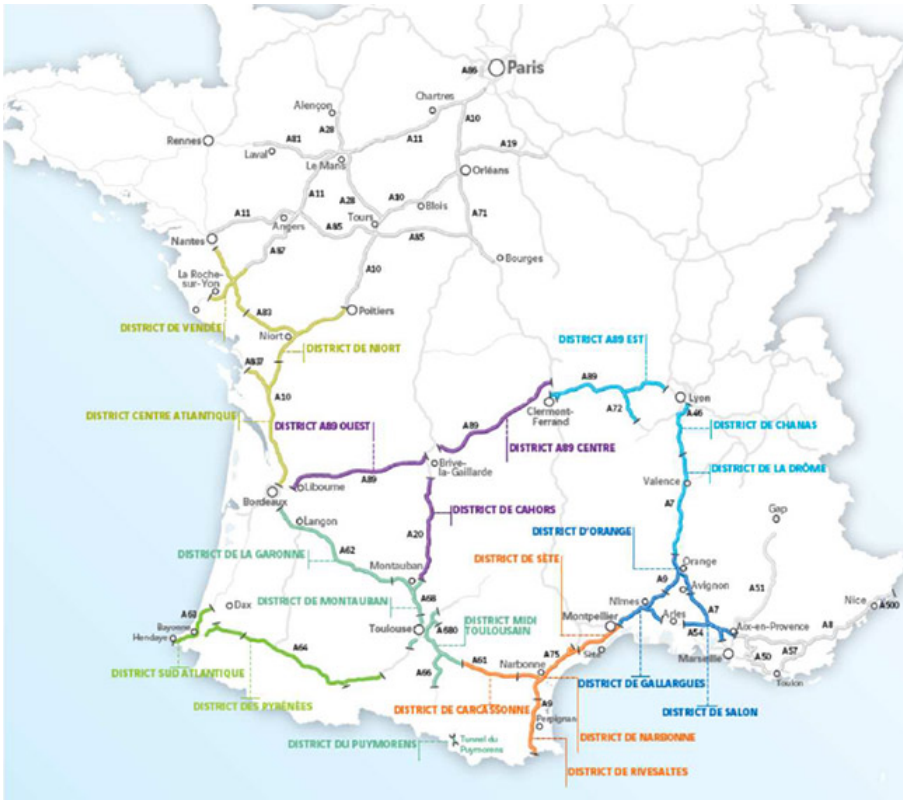 A86
Paris
Alençon
Chartres
A10
A28
Rennes
A81
A11
A19
Laval
Le Mans
Orléans
A11
A28
A10
Blois
A71
A11
Angers
Tours
A85
A85
Nantes
A87
Bourges
La Roche-
sur-Yon
A10
A83
Poitiers
DISTRICT DE VENDÉE
Niort
DISTRICT DE NIORT
DISTRICT A89 EST
A837
A89
A10
A72
Lyon
Clermont-
Ferrand
A46
DISTRICT CENTRE ATLANTIQUE
DISTRICT A89 OUEST
A89
DISTRICT DE CHANAS
DISTRICT A89 CENTRE
Brive-
la-Gaillarde
DISTRICT DE LA DRÔME
A89
Libourne
Valence
Bordeaux
A7
DISTRICT DE CAHORS
Gap
Langon
DISTRICT D'ORANGE
A20
A62
DISTRICT DE LA GARONNE
DISTRICT DE SÈTE
Orange
Montauban
A9
Avignon
A51
A68
Nîmes
DISTRICT DE MONTAUBAN
Dax
A63
Arles
A7
Nice
A500
DISTRICT MIDI
TOULOUSAIN
Montpellier
A680
Toulouse
A54
Aix-en-Provence
A8
Bayonne
Hendaye
A64
Sète
A75
Marseille
A57
A50
A61
Narbonne
A66
DISTRICT SUD ATLANTIQUE
Toulon
DISTRICT DE GALLARGUES
DISTRICT DES PYRÉNÉES
DISTRICT DE CARCASSONNE
A9
DISTRICT DE SALON
Perpignan
DISTRICT DU PUYMORENS
Tunnel du
Puymorens
DISTRICT DE NARBONNE
DISTRICT DE RIVESALTES